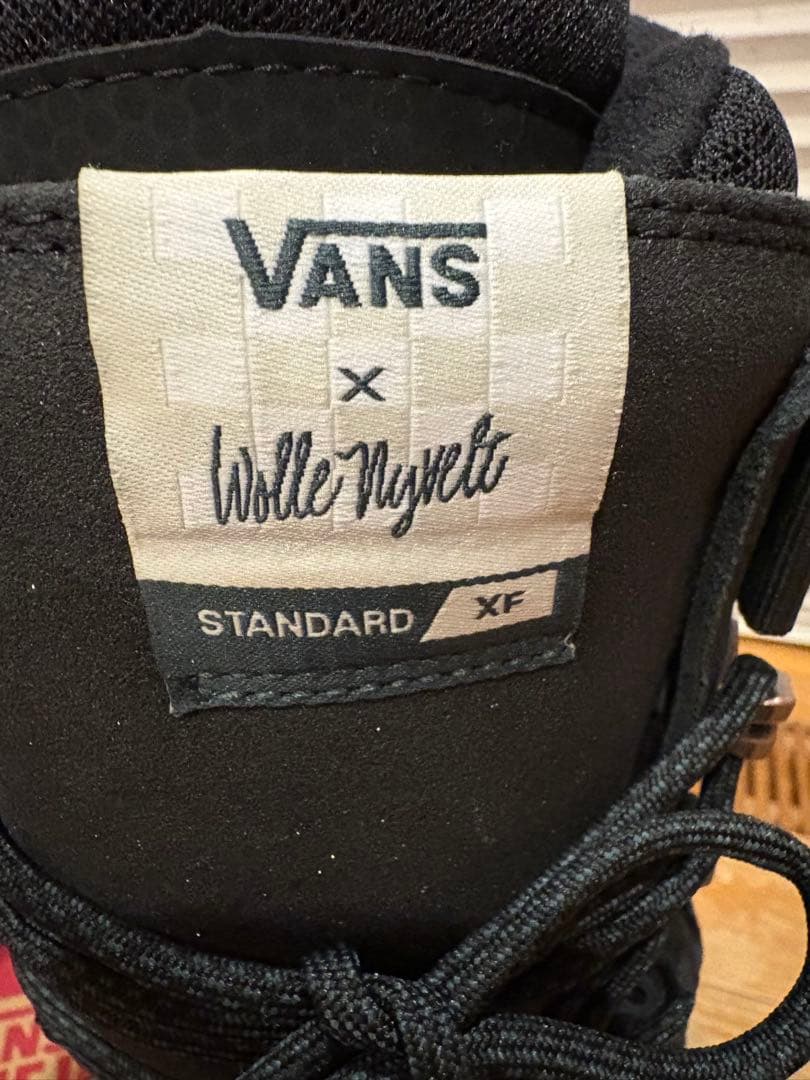 VANS
x
Wolle Nyvelt
STANDARD XF